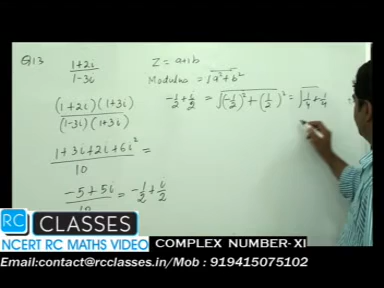 Q13 1+2i / 1-3i
(1+2i)(1+3i) / (1-3i)(1+3i)
1+3i+2i+6i² / 10 =
-5+5i / 10 = -1/2 + i/2
Z = a+ib
Modulus = √a²+b²
-1/2 + i/2 = √(-1/2)² + (1/2)² = √1/4 + 1/4
RC CLASSES
NCERT RC MATHS VIDEO COMPLEX NUMBER-XI
Email:contact@rcclasses.in/Mob : 919415075102